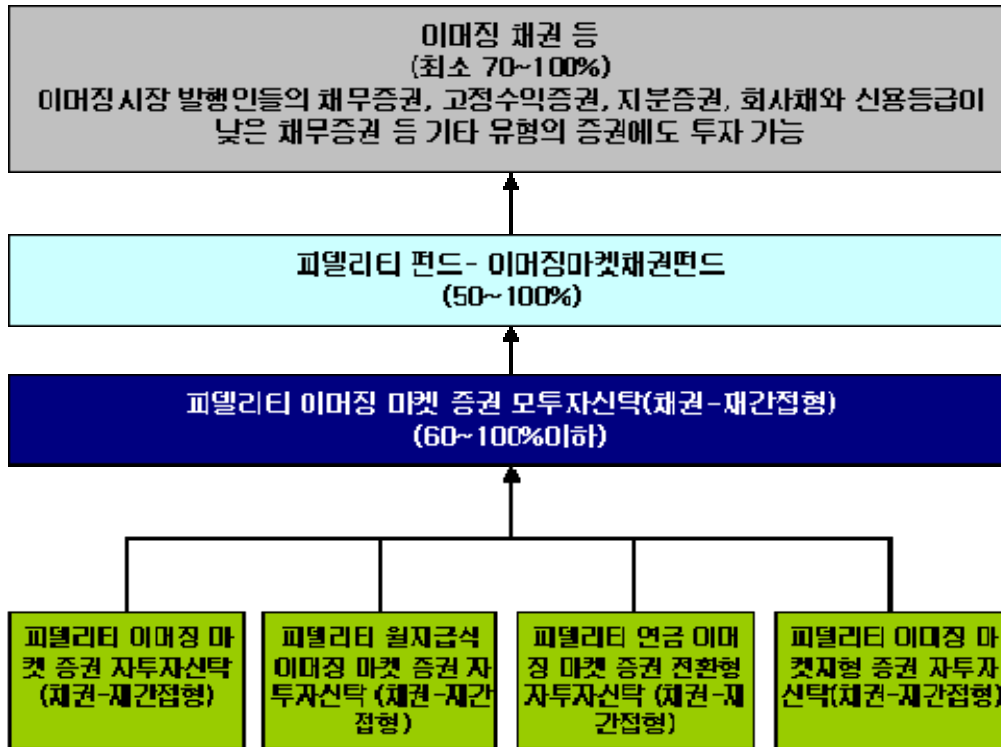 이머징 채권 등
(최소 70~100%)
이머징시장 발행인들의 채무증권, 고정수익증권, 지분증권, 회사채와 신용등급이
낮은 채무증권 등 기타 유형의 증권에도 투자 가능
피델리티 펀드- 이머징마켓채권펀드
(50~100%)
피델리티 이머징 마켓 증권 모투자신탁(채권-재간접형)
(60~100%이하)
피델리티 이머징 마
켓 증권 자투자신탁
(채권-재간접형)
피델리티 월지급식
이머징 마켓 증권 자
투자신탁 (채권-재간
접형)
피델리티 연금 이머
징 마켓 증권 전환형
자투자신탁 (채권-재
간접형)
피델리티 이머징 마
켓재형 증권 자투자
신탁(채권-재간접형)